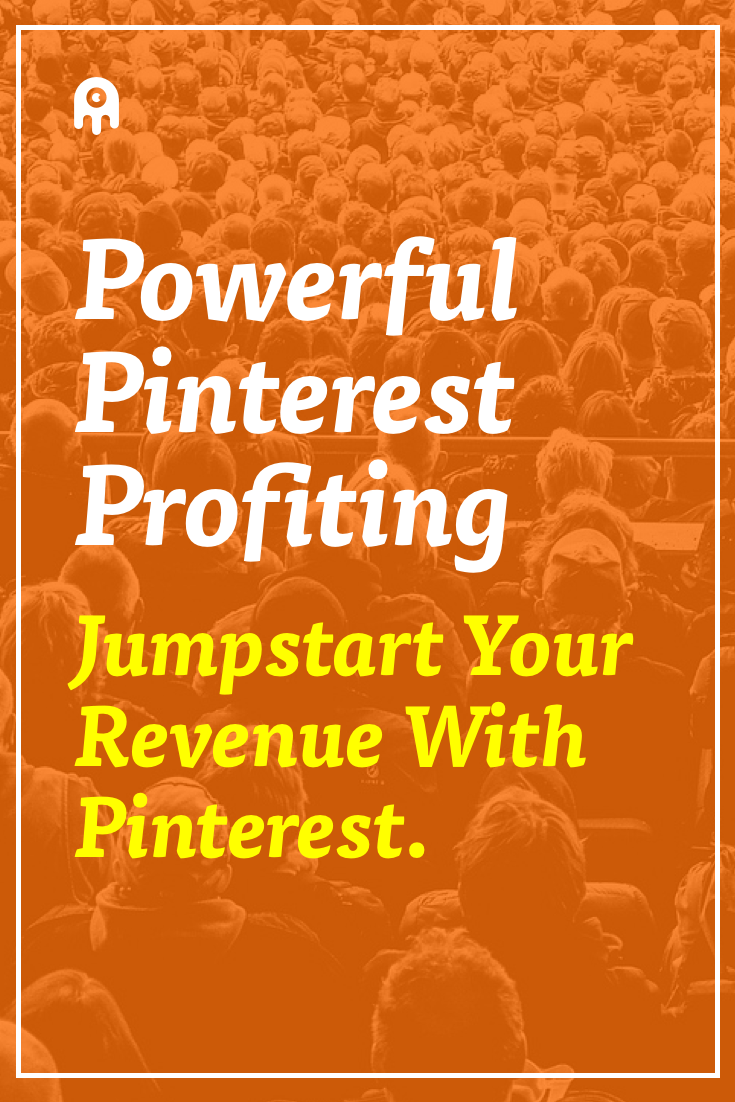 Powerful
Pinterest
Profiting
Jumpstart Your
Revenue With
Pinterest.